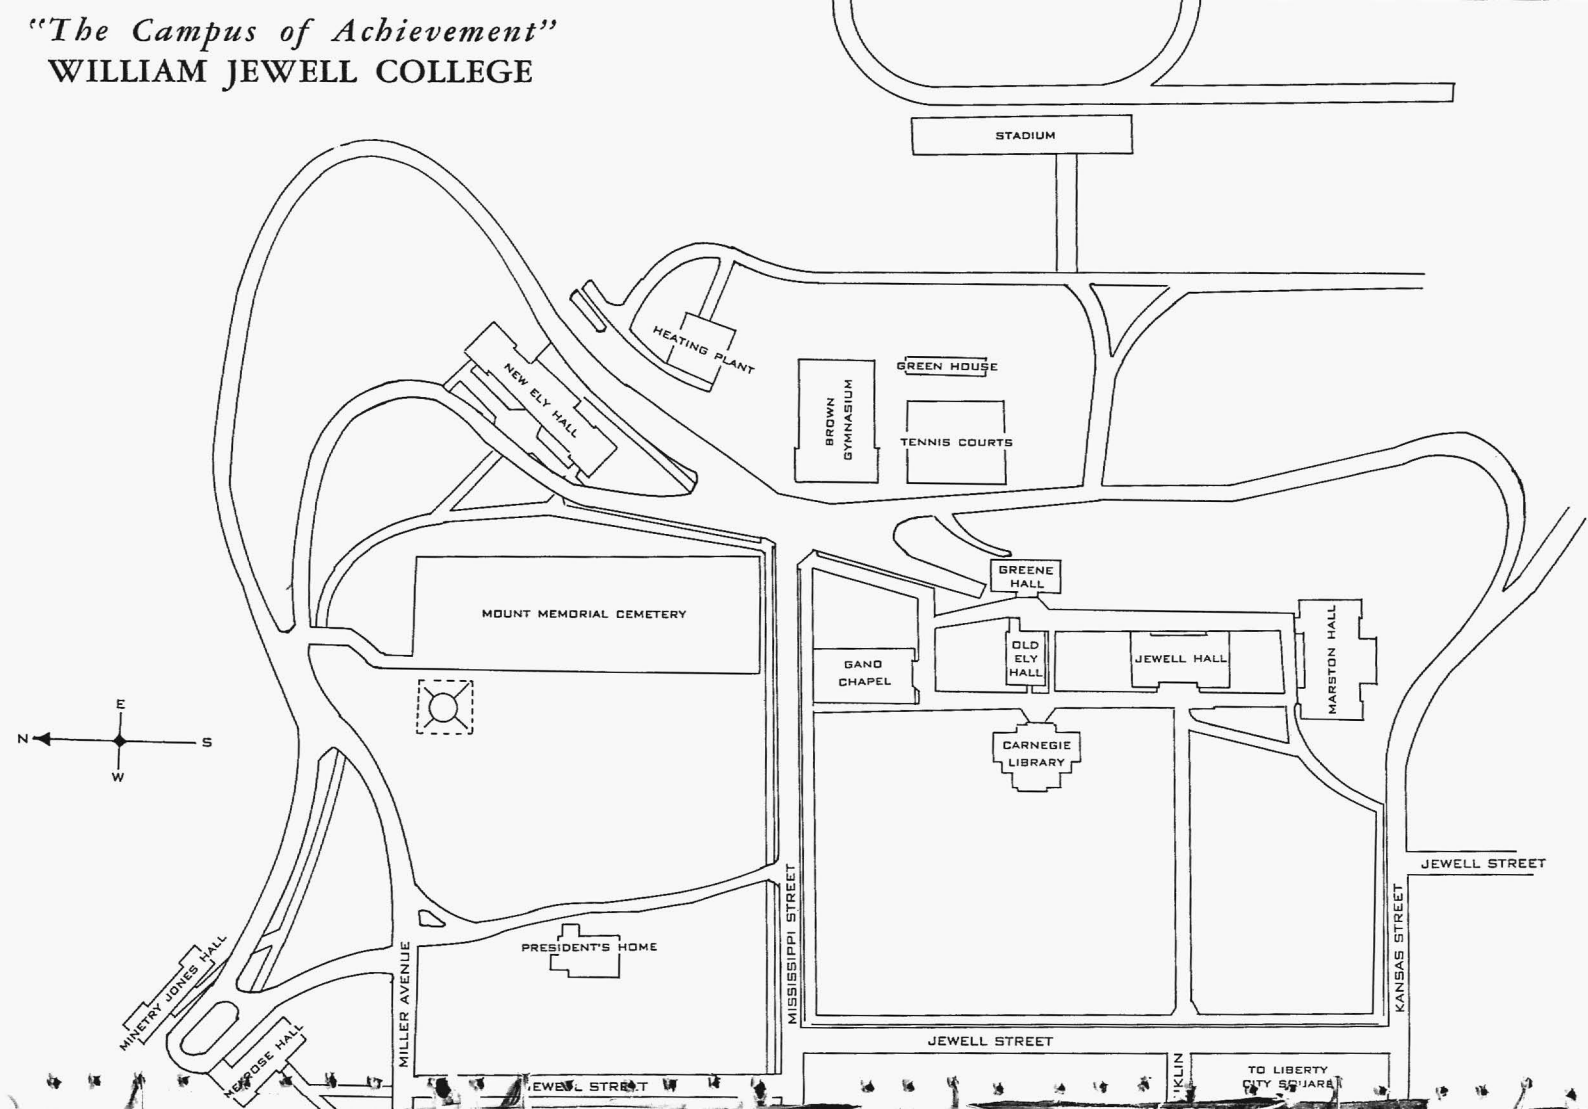 "The Campus of Achievement"
WILLIAM JEWELL COLLEGE
STADIUM
HEATING PLANT
NEW ELY HALL
BROWN
GYMNASIUM
GREEN HOUSE
TENNIS COURTS
GREENE
HALL
MOUNT MEMORIAL CEMETERY
OLD
ELY
HALL
JEWELL HALL
MARSTON HALL
GANO
CHAPEL
CARNEGIE
LIBRARY
E
N
S
W
JEWELL STREET
MISSISSIPPI STREET
KANSAS STREET
PRESIDENT'S HOME
MINETRY JONES HALL
MILLER AVENUE
MELROSE HALL
JEWELL STREET
TO LIBERTY
CITY SQUARE
EWELL STREET